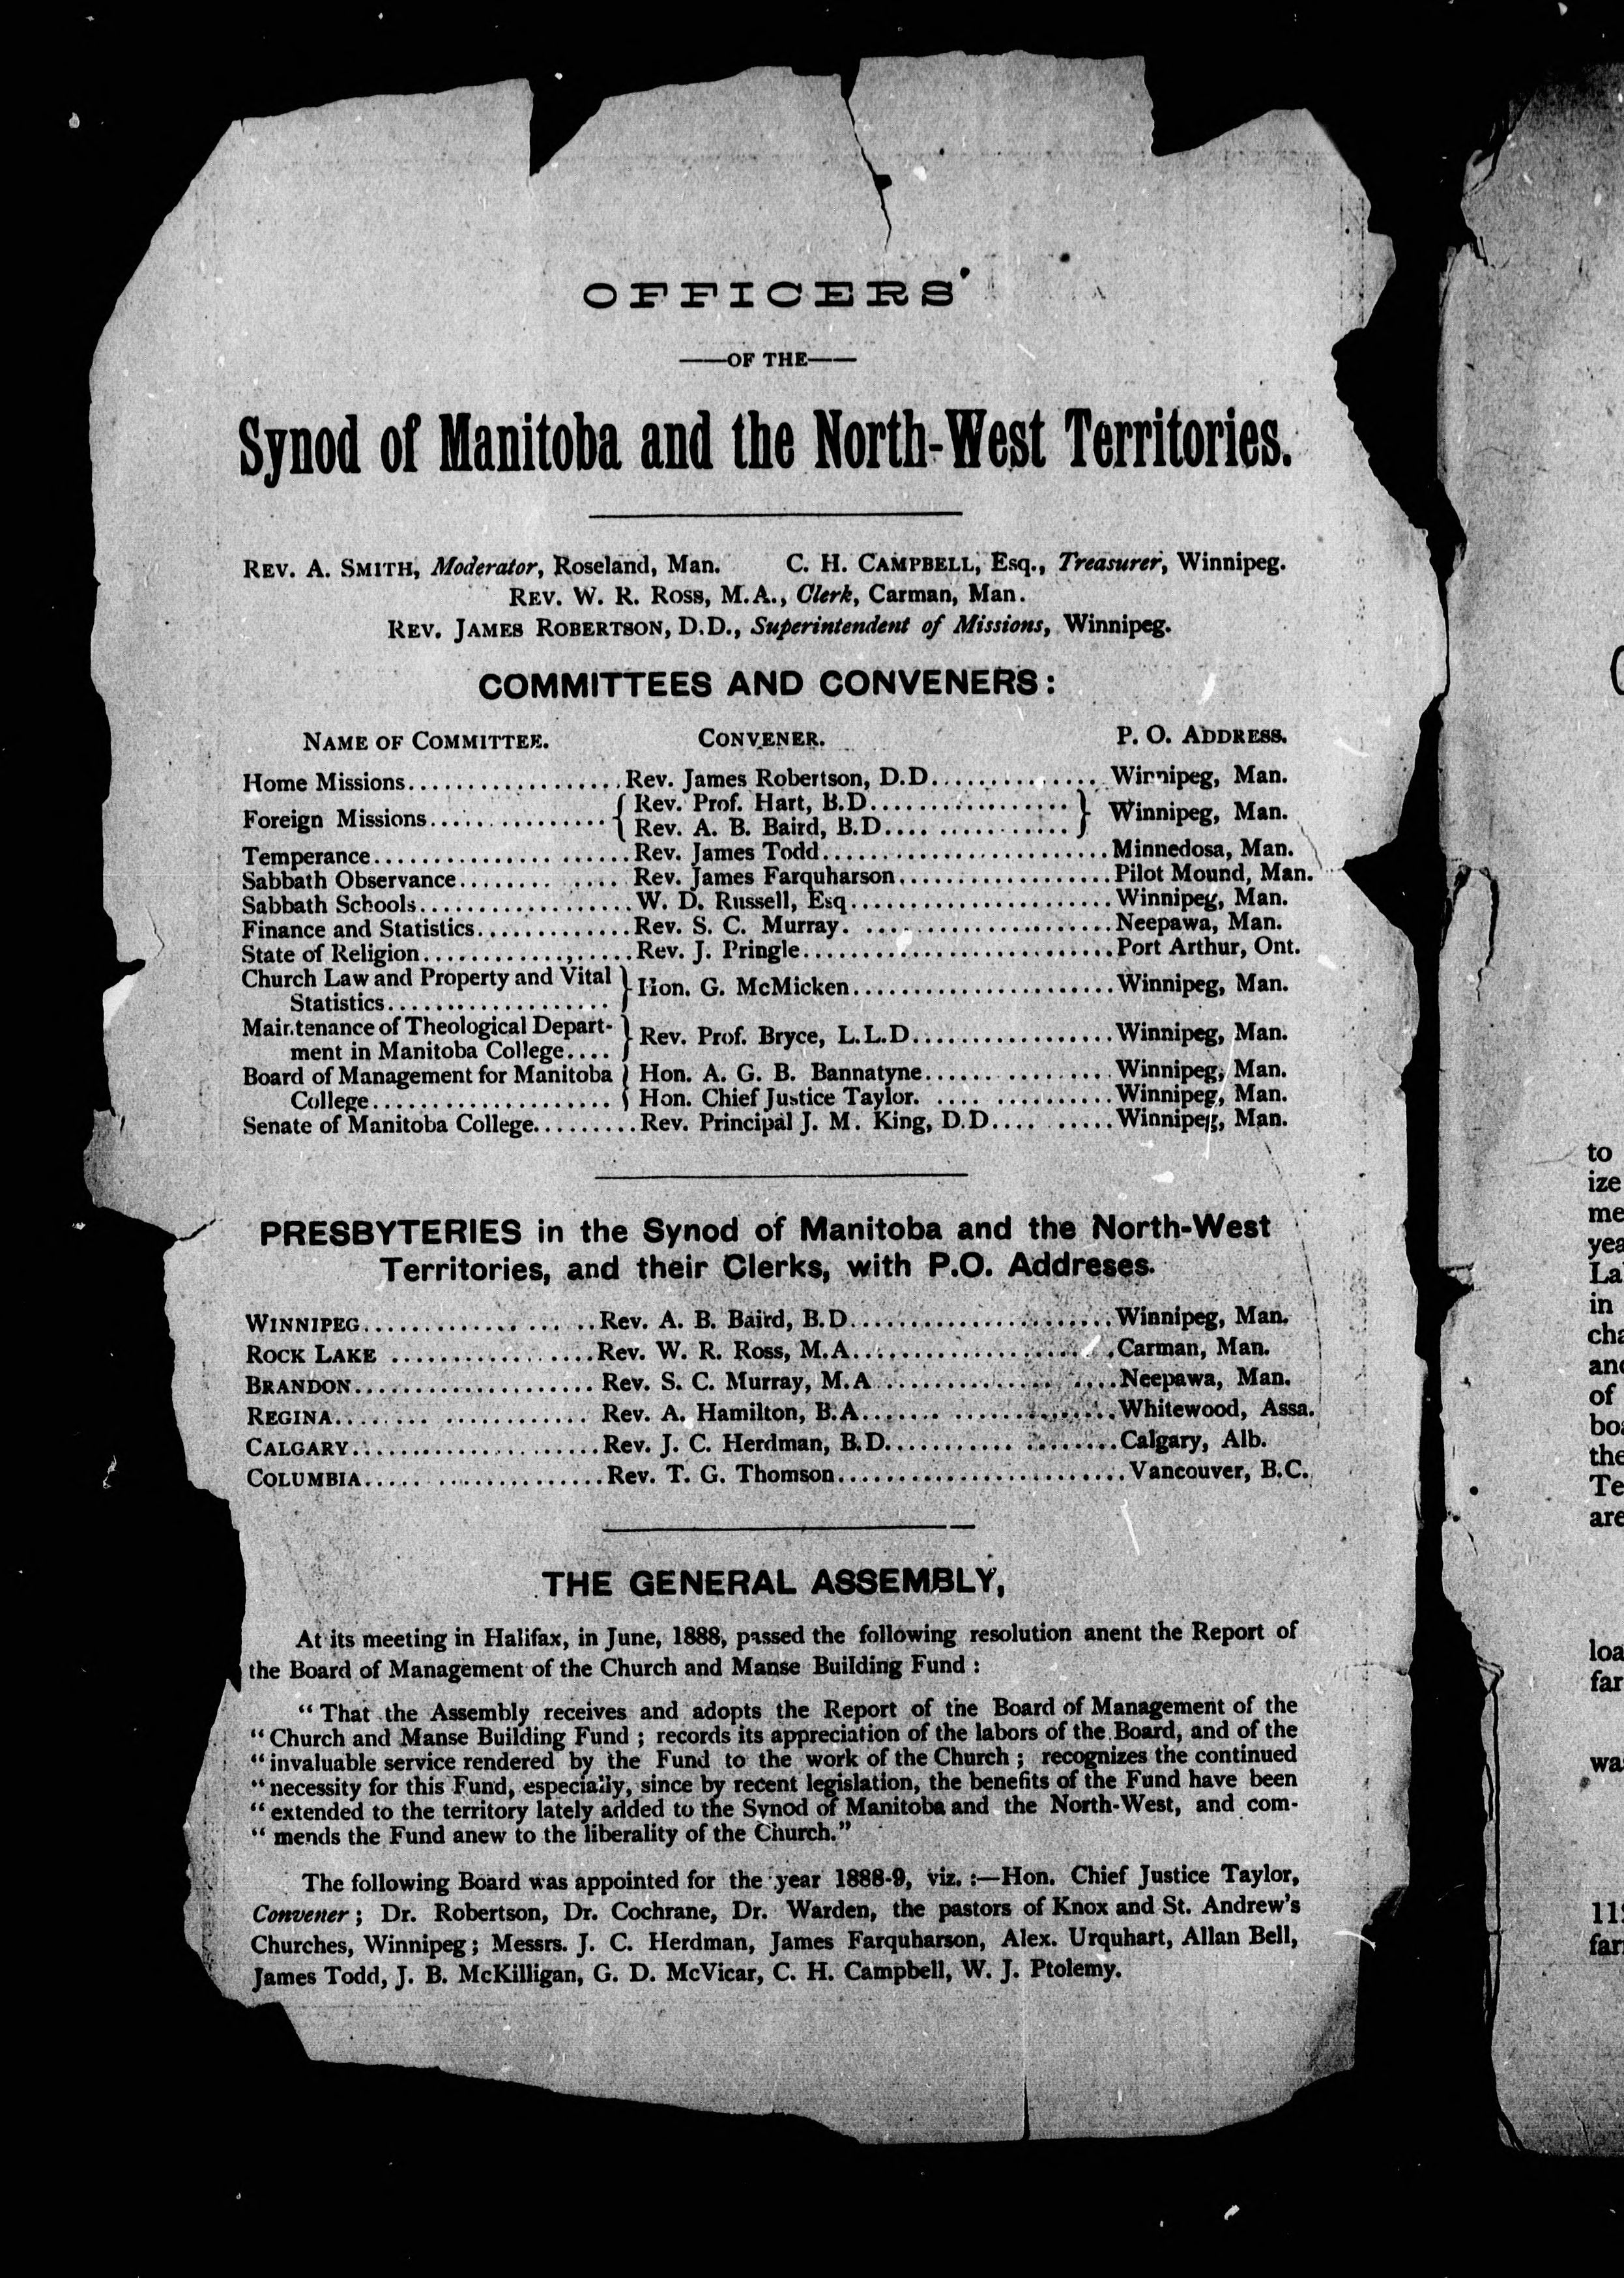 OFFICERS
——OF THE——
Synod of Manitoba and the North-West Territories.
REV. A. SMITH, Moderator, Roseland, Man. C. H. CAMPBELL, Esq., Treasurer, Winnipeg.
REV. W. R. ROSS, M.A., Clerk, Carman, Man.
REV. JAMES ROBERTSON, D.D., Superintendent of Missions, Winnipeg.
COMMITTEES AND CONVENERS:
NAME OF COMMITTEE. CONVENER. P. O. ADDRESS.
Home Missions.................. Rev. James Robertson, D.D.............. Winnipeg, Man.
Foreign Missions............... { Rev. Prof. Hart, B.D.................. } Winnipeg, Man.
{ Rev. A. B. Baird, B.D................ }
Temperance...................... Rev. James Todd........................ Minnedosa, Man.
Sabbath Observance............. Rev. James Farquharson.................. Pilot Mound, Man.
Sabbath Schools.................. W. D. Russell, Esq...................... Winnipeg, Man.
Finance and Statistics............. Rev. S. C. Murray. ..................... Neepawa, Man.
State of Religion.................. Rev. J. Pringle.......................... Port Arthur, Ont.
Church Law and Property and Vital } Hon. G. McMicken...................... Winnipeg, Man.
Statistics................... }
Maintenance of Theological Depart- } Rev. Prof. Bryce, L.L.D................. Winnipeg, Man.
ment in Manitoba College.... }
Board of Management for Manitoba } Hon. A. G. B. Bannatyne................ Winnipeg, Man.
College.................... { Hon. Chief Justice Taylor. .... .......... Winnipeg, Man.
Senate of Manitoba College......... Rev. Principal J. M. King, D.D.... ..... Winnipeg, Man.
PRESBYTERIES in the Synod of Manitoba and the North-West
Territories, and their Clerks, with P.O. Addreses.
WINNIPEG.................... Rev. A. B. Baird, B.D...................... Winnipeg, Man.
ROCK LAKE .................. Rev. W. R. Ross, M.A...................... Carman, Man.
BRANDON.................... Rev. S. C. Murray, M.A .................... Neepawa, Man.
REGINA........ ............ Rev. A. Hamilton, B.A....... ............. Whitewood, Assa.
CALGARY..................... Rev. J. C. Herdman, B.D........... ........ Calgary, Alb.
COLUMBIA.................... Rev. T. G. Thomson........................ Vancouver, B.C.
THE GENERAL ASSEMBLY,
At its meeting in Halifax, in June, 1888, passed the following resolution anent the Report of
the Board of Management of the Church and Manse Building Fund :
“ That the Assembly receives and adopts the Report of the Board of Management of the
“ Church and Manse Building Fund ; records its appreciation of the labors of the Board, and of the
“ invaluable service rendered by the Fund to the work of the Church ; recognizes the continued
“ necessity for this Fund, especially, since by recent legislation, the benefits of the Fund have been
“ extended to the territory lately added to the Synod of Manitoba and the North-West, and com-
“ mends the Fund anew to the liberality of the Church.”
The following Board was appointed for the year 1888-9, viz. :—Hon. Chief Justice Taylor,
Convener ; Dr. Robertson, Dr. Cochrane, Dr. Warden, the pastors of Knox and St. Andrew's
Churches, Winnipeg ; Messrs. J. C. Herdman, James Farquharson, Alex. Urquhart, Allan Bell,
James Todd, J. B. McKilligan, G. D. McVicar, C. H. Campbell, W. J. Ptolemy.
to
ize
me
yea
La
in
cha
and
of
boa
the
Te
are
loa
far
was
far